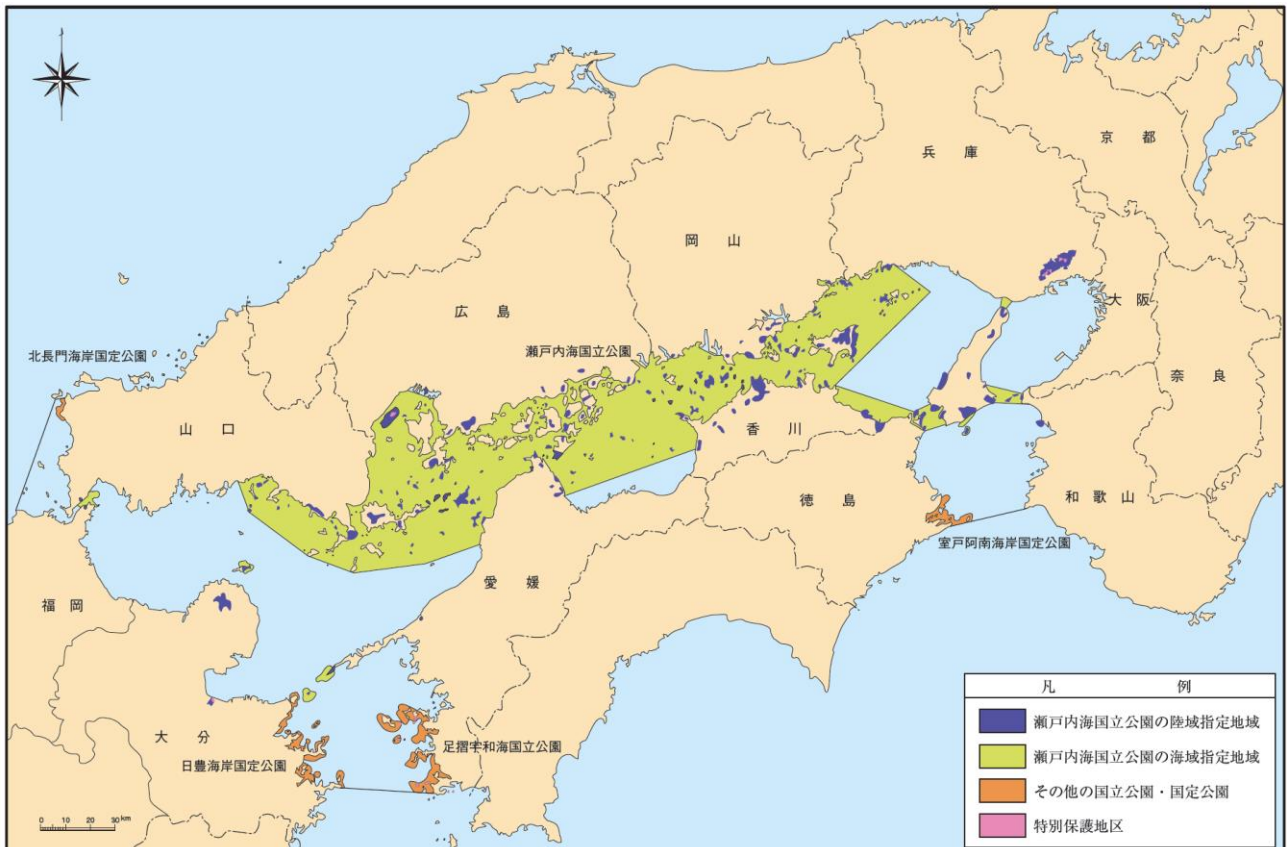 京都
兵庫
岡山
大阪
広島
瀬戸内海国立公園
北長門海岸国定公園
奈良
山口
香川
和歌山
徳島
室戸阿南海岸国定公園
愛媛
福岡
大分
足摺宇和海国立公園
日豊海岸国定公園
0 10 20 30km
凡例
瀬戸内海国立公園の陸域指定地域
瀬戸内海国立公園の海域指定地域
その他の国立公園・国定公園
特別保護地区